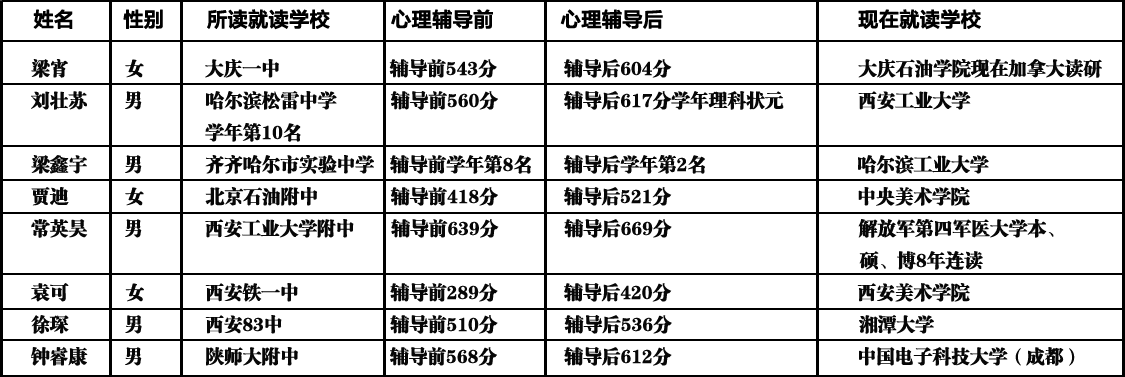 姓名 性别 所读就读学校 心理辅导前 心理辅导后 现在就读学校
梁宵 女 大庆一中 辅导前543分 辅导后604分 大庆石油学院现在加拿大读研
刘壮苏 男 哈尔滨松雷中学 辅导前560分 辅导后617分学年理科状元 西安工业大学
学年第10名
梁鑫宇 男 齐齐哈尔市实验中学 辅导前学年第8名 辅导后学年第2名 哈尔滨工业大学
贾迪 女 北京石油附中 辅导前418分 辅导后521分 中央美术学院
常英昊 男 西安工业大学附中 辅导前639分 辅导后669分 解放军第四军医大学本、
硕、博8年连读
袁可 女 西安铁一中 辅导前289分 辅导后420分 西安美术学院
徐琛 男 西安83中 辅导前510分 辅导后536分 湘潭大学
钟睿康 男 陕师大附中 辅导前568分 辅导后612分 中国电子科技大学（成都）